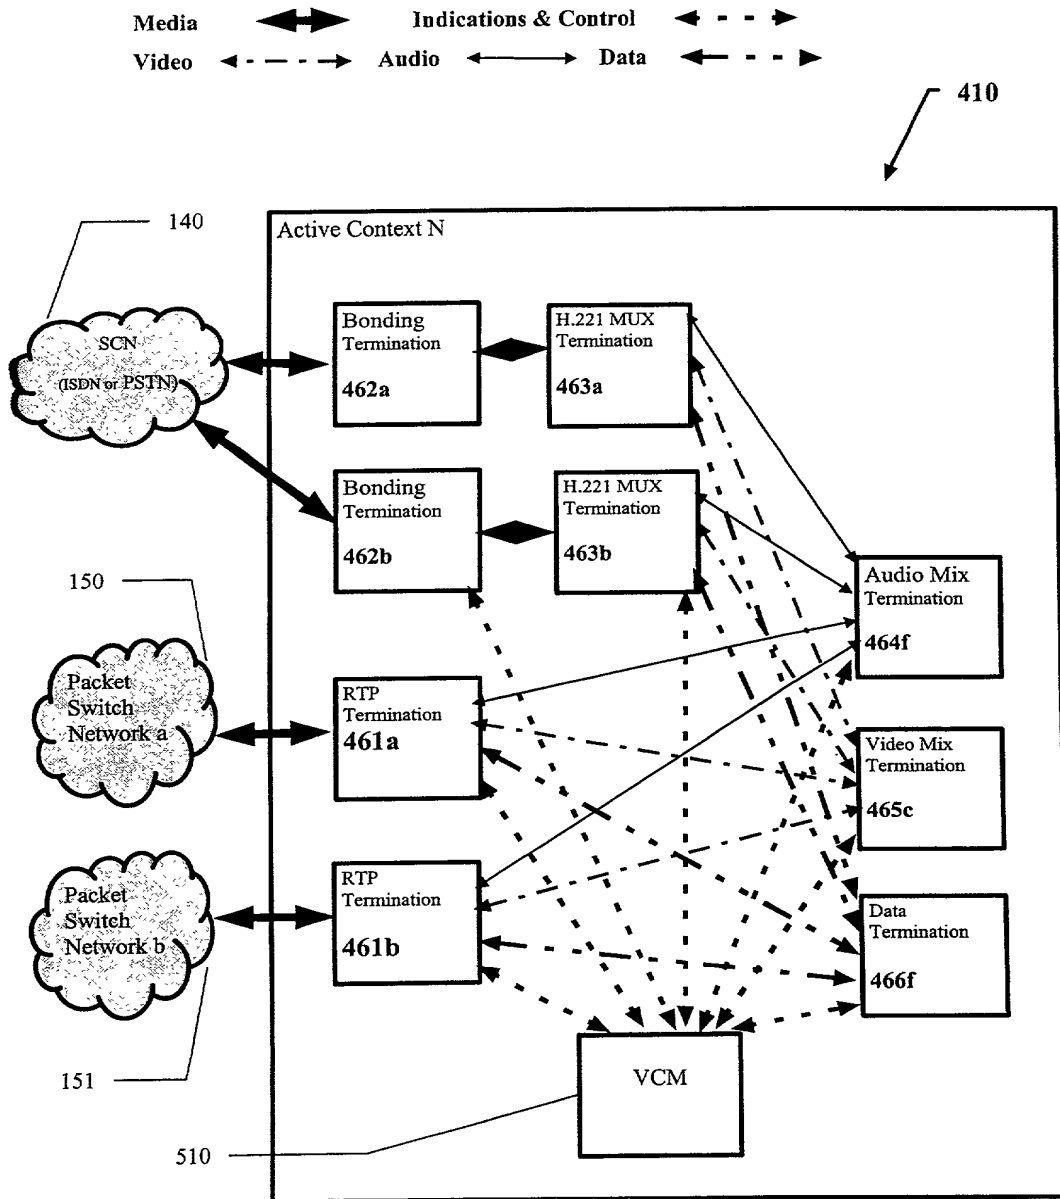 Media
Indications & Control
Video
Audio
Data
410
140
Active Context N
SCN
(ISDN or PSTN)
Bonding
Termination
462a
H.221 MUX
Termination
463a
Bonding
Termination
462b
H.221 MUX
Termination
463b
150
Audio Mix
Termination
464f
Packet
Switch
Network a
RTP
Termination
461a
Video Mix
Termination
465c
Packet
Switch
Network b
RTP
Termination
461b
Data
Termination
466f
151
VCM
510